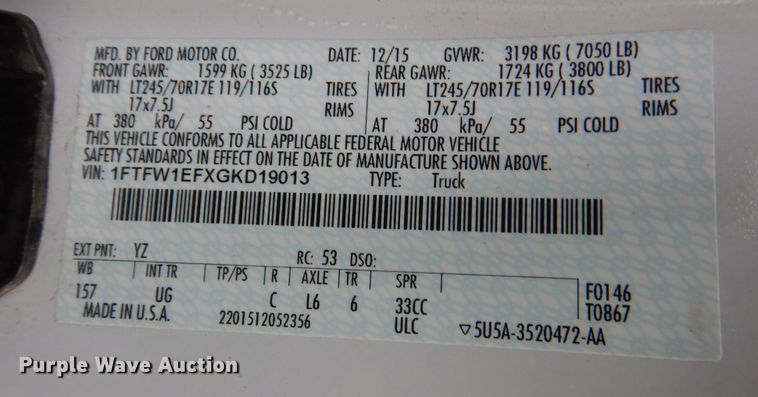 MFD. BY FORD MOTOR CO. DATE: 12/15 GVWR: 3198 KG ( 7050 LB)
FRONT GAWR: 1599 KG ( 3525 LB) REAR GAWR: 1724 KG ( 3800 LB)
WITH LT245/70R17E 119/116S TIRES WITH LT245/70R17E 119/116S TIRES
17x7.5J RIMS 17x7.5J RIMS
AT 380 kPa/ 55 PSI COLD AT 380 kPa/ 55 PSI COLD
THIS VEHICLE CONFORMS TO ALL APPLICABLE FEDERAL MOTOR VEHICLE
SAFETY STANDARDS IN EFFECT ON THE DATE OF MANUFACTURE SHOWN ABOVE.
VIN: 1FTFW1EFXGKD19013 TYPE: Truck
EXT PNT: YZ RC: 53 DSO:
WB INT TR TP/PS R AXLE TR SPR F0146
157 UG C L6 6 33CC T0867
MADE IN U.S.A. 2201512052356 ULC ▽5U5A-3520472-AA
Purple Wave Auction